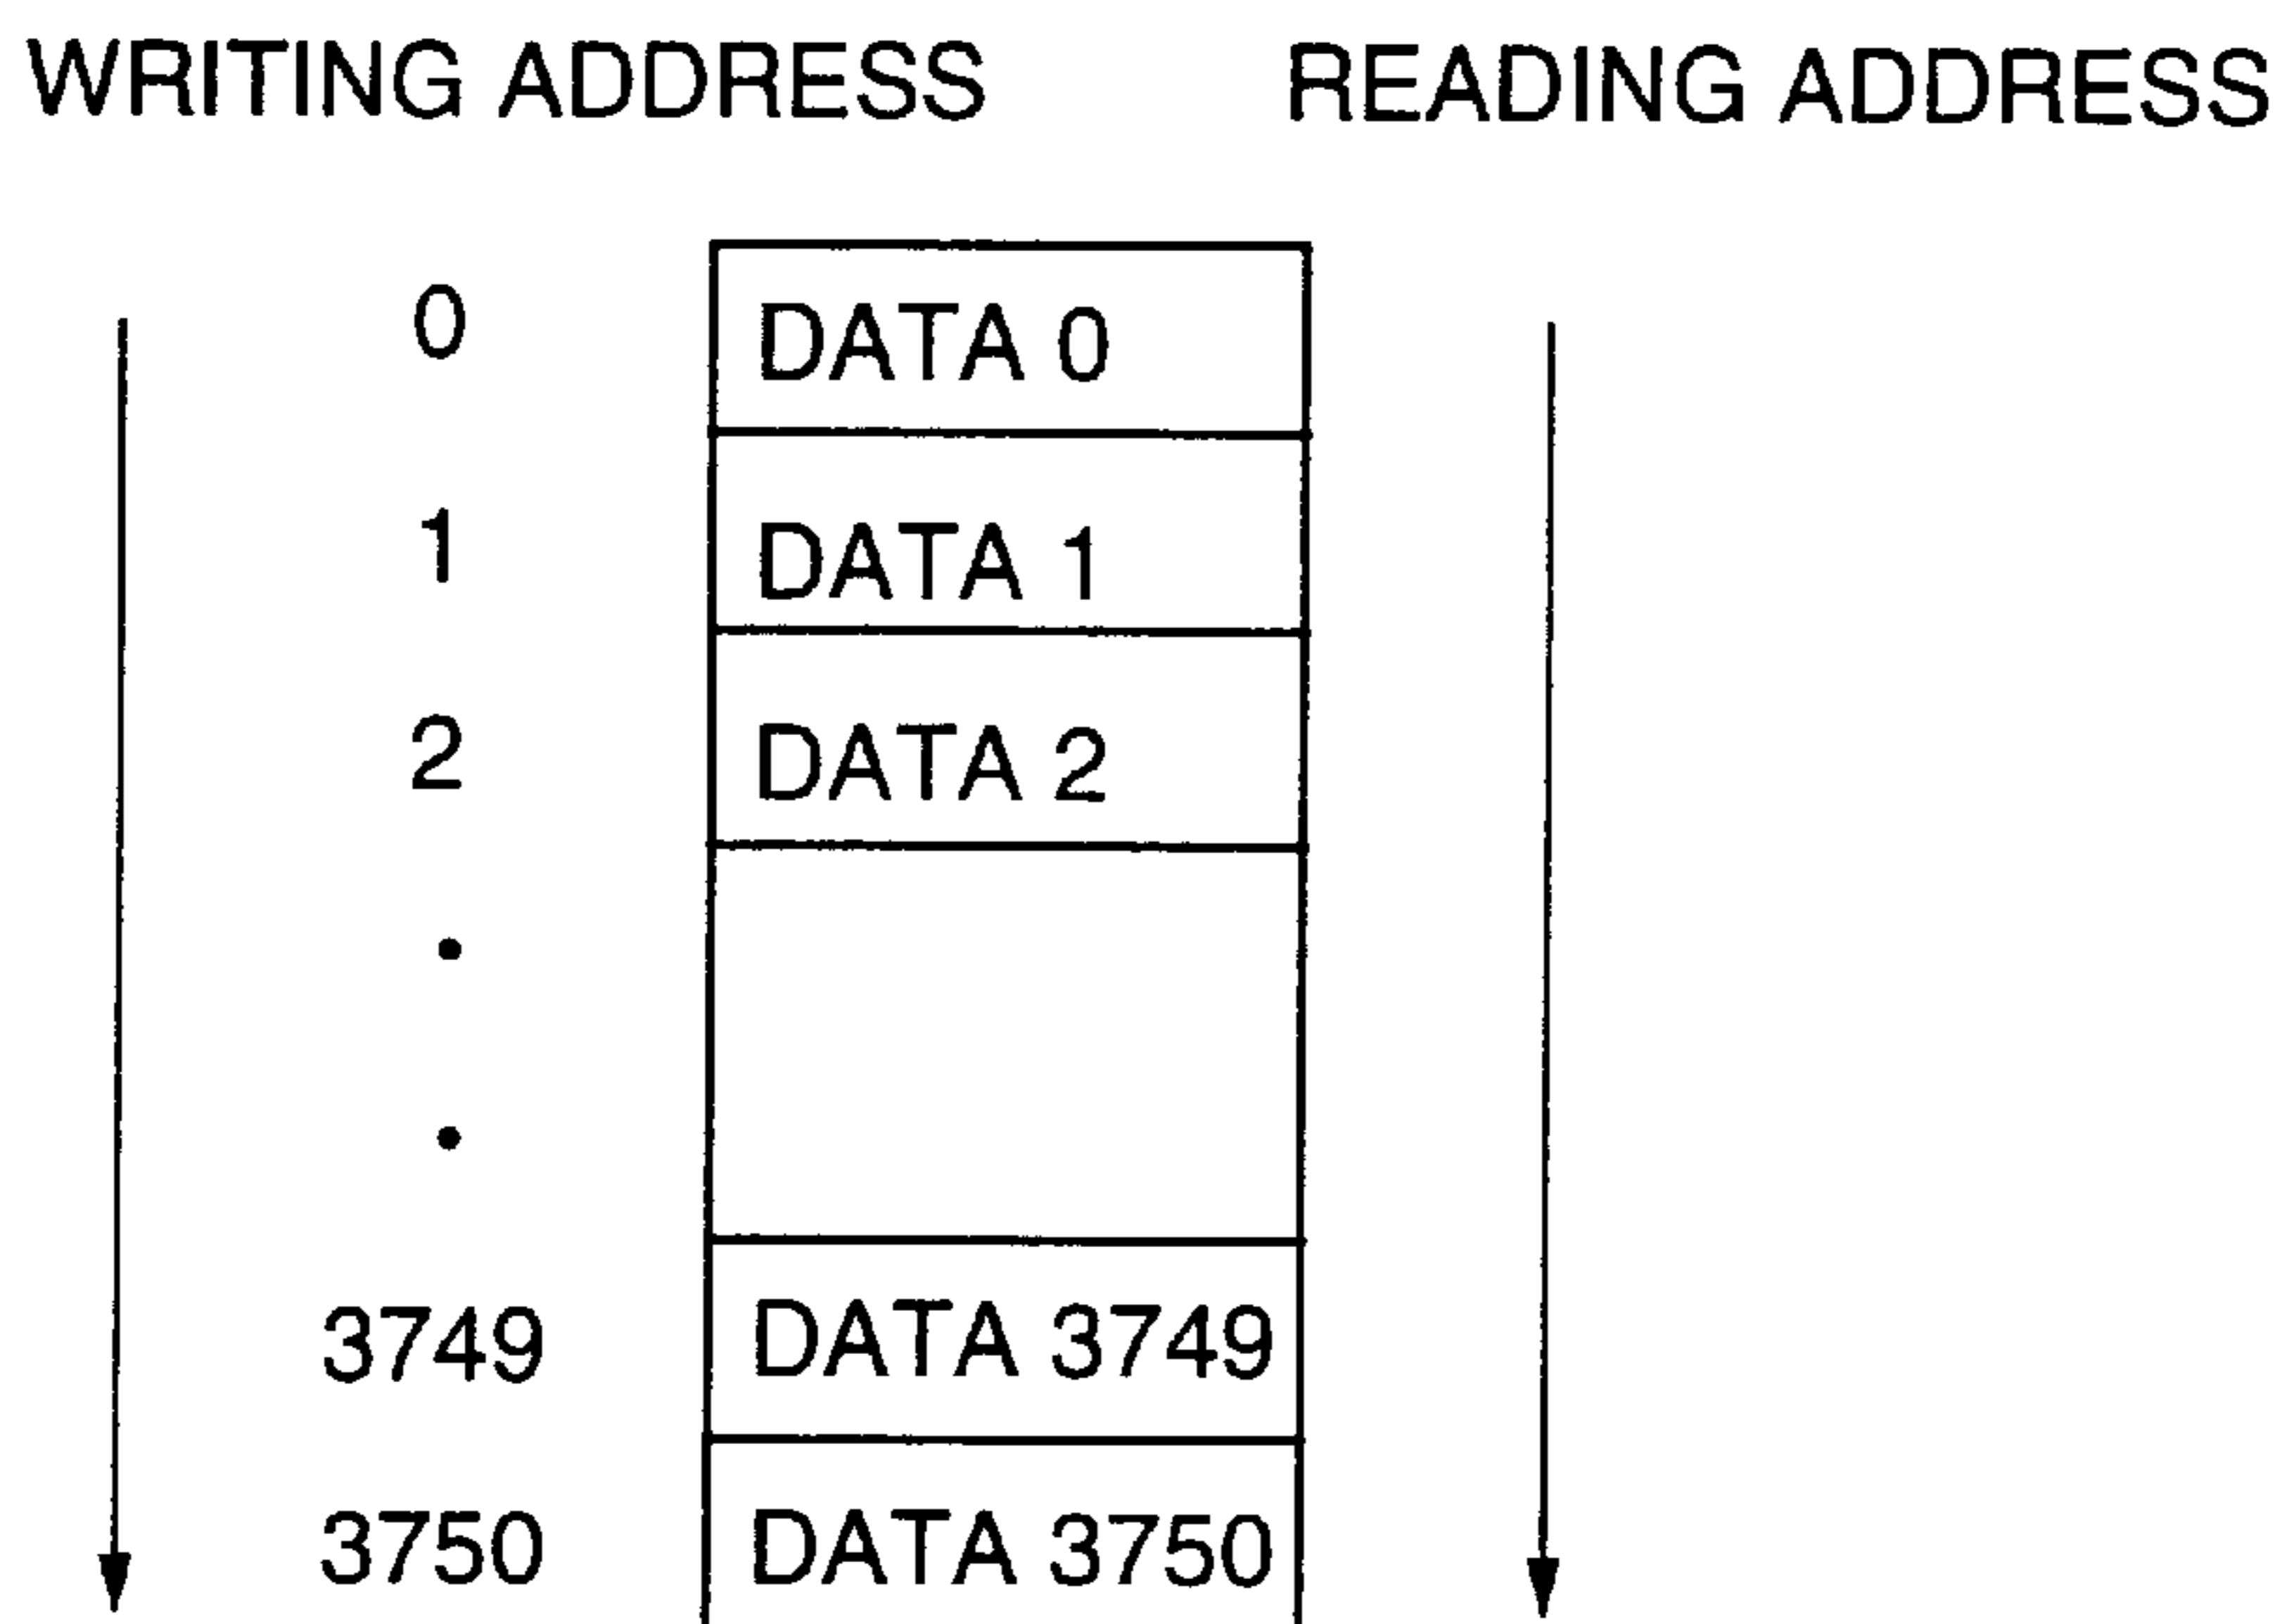 WRITING ADDRESS READING ADDRESS
0 DATA 0
1 DATA 1
2 DATA 2
3749 DATA 3749
3750 DATA 3750